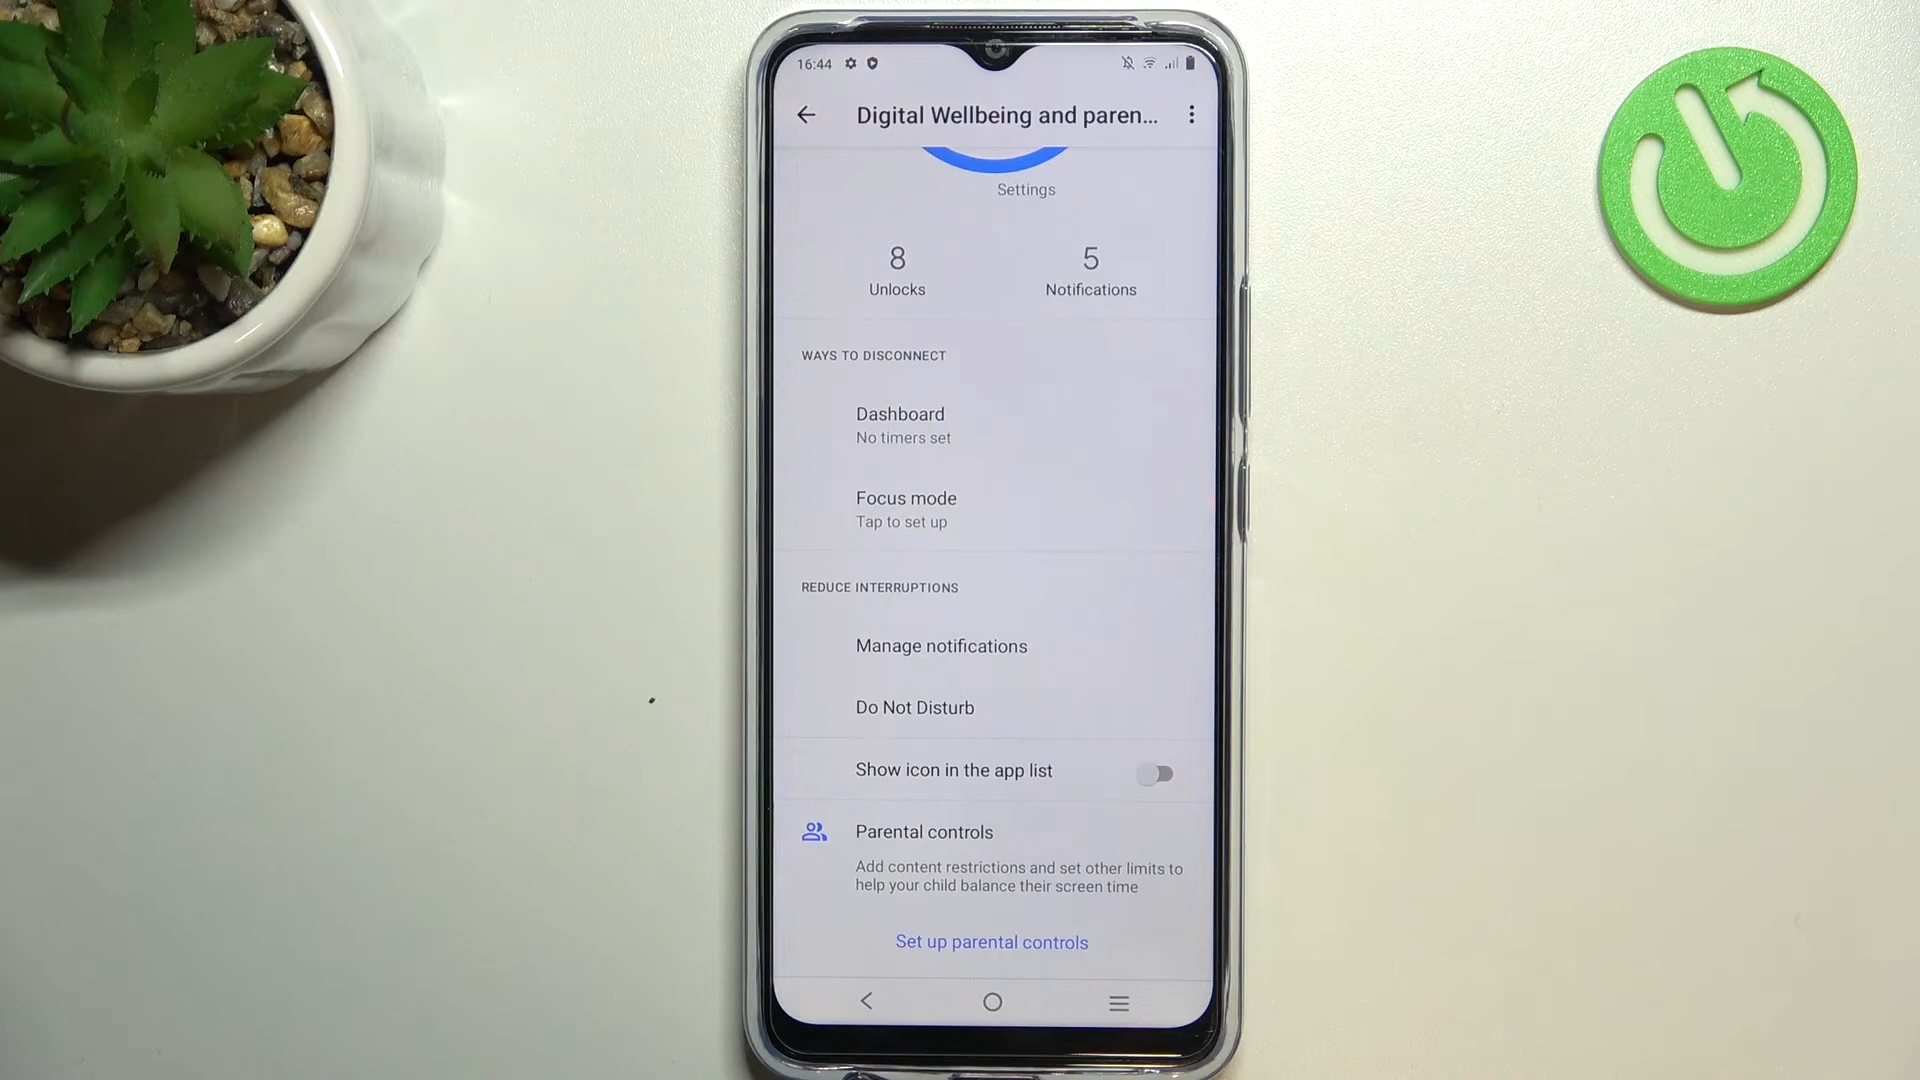 16:44
Digital Wellbeing and paren...
Settings
8 5
Unlocks Notifications
WAYS TO DISCONNECT
Dashboard
No timers set
Focus mode
Tap to set up
REDUCE INTERRUPTIONS
Manage notifications
Do Not Disturb
Show icon in the app list
Parental controls
Add content restrictions and set other limits to
help your child balance their screen time
Set up parental controls